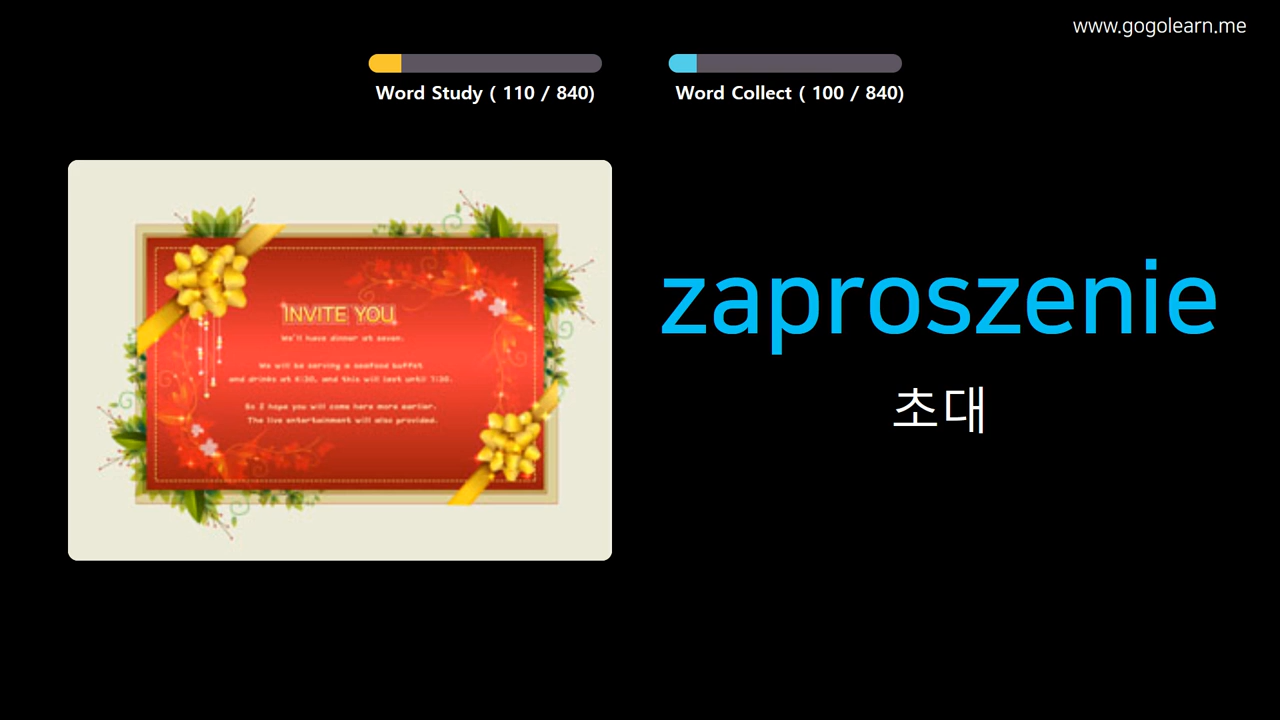 www.gogolearn.me
Word Study ( 110 / 840)
Word Collect ( 100 / 840)
INVITE YOU
We'll have dinner at seven.
We will be serving a seafood buffet
and drinks at 6:30, and this will last until 7:30.
So I hope you will come here more earlier.
The live entertainment will also provided.
zaproszenie
초대